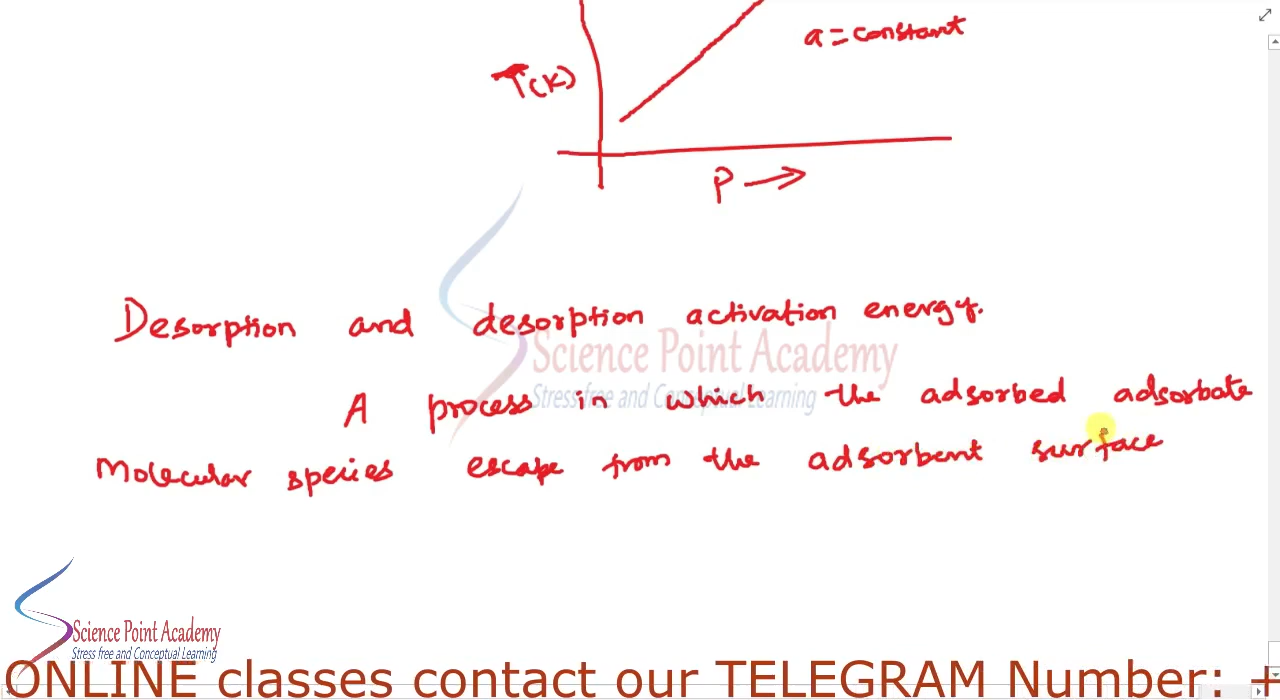 a = constant
T(K)
P →
Desorption and desorption activation energy.
Science Point Academy
Stress free and Conceptual Learning
A process in which the adsorbed adsorbate
Molecular species escape from the adsorbent surface
Science Point Academy
Stress free and Conceptual Learning
ONLINE classes contact our TELEGRAM Number: +